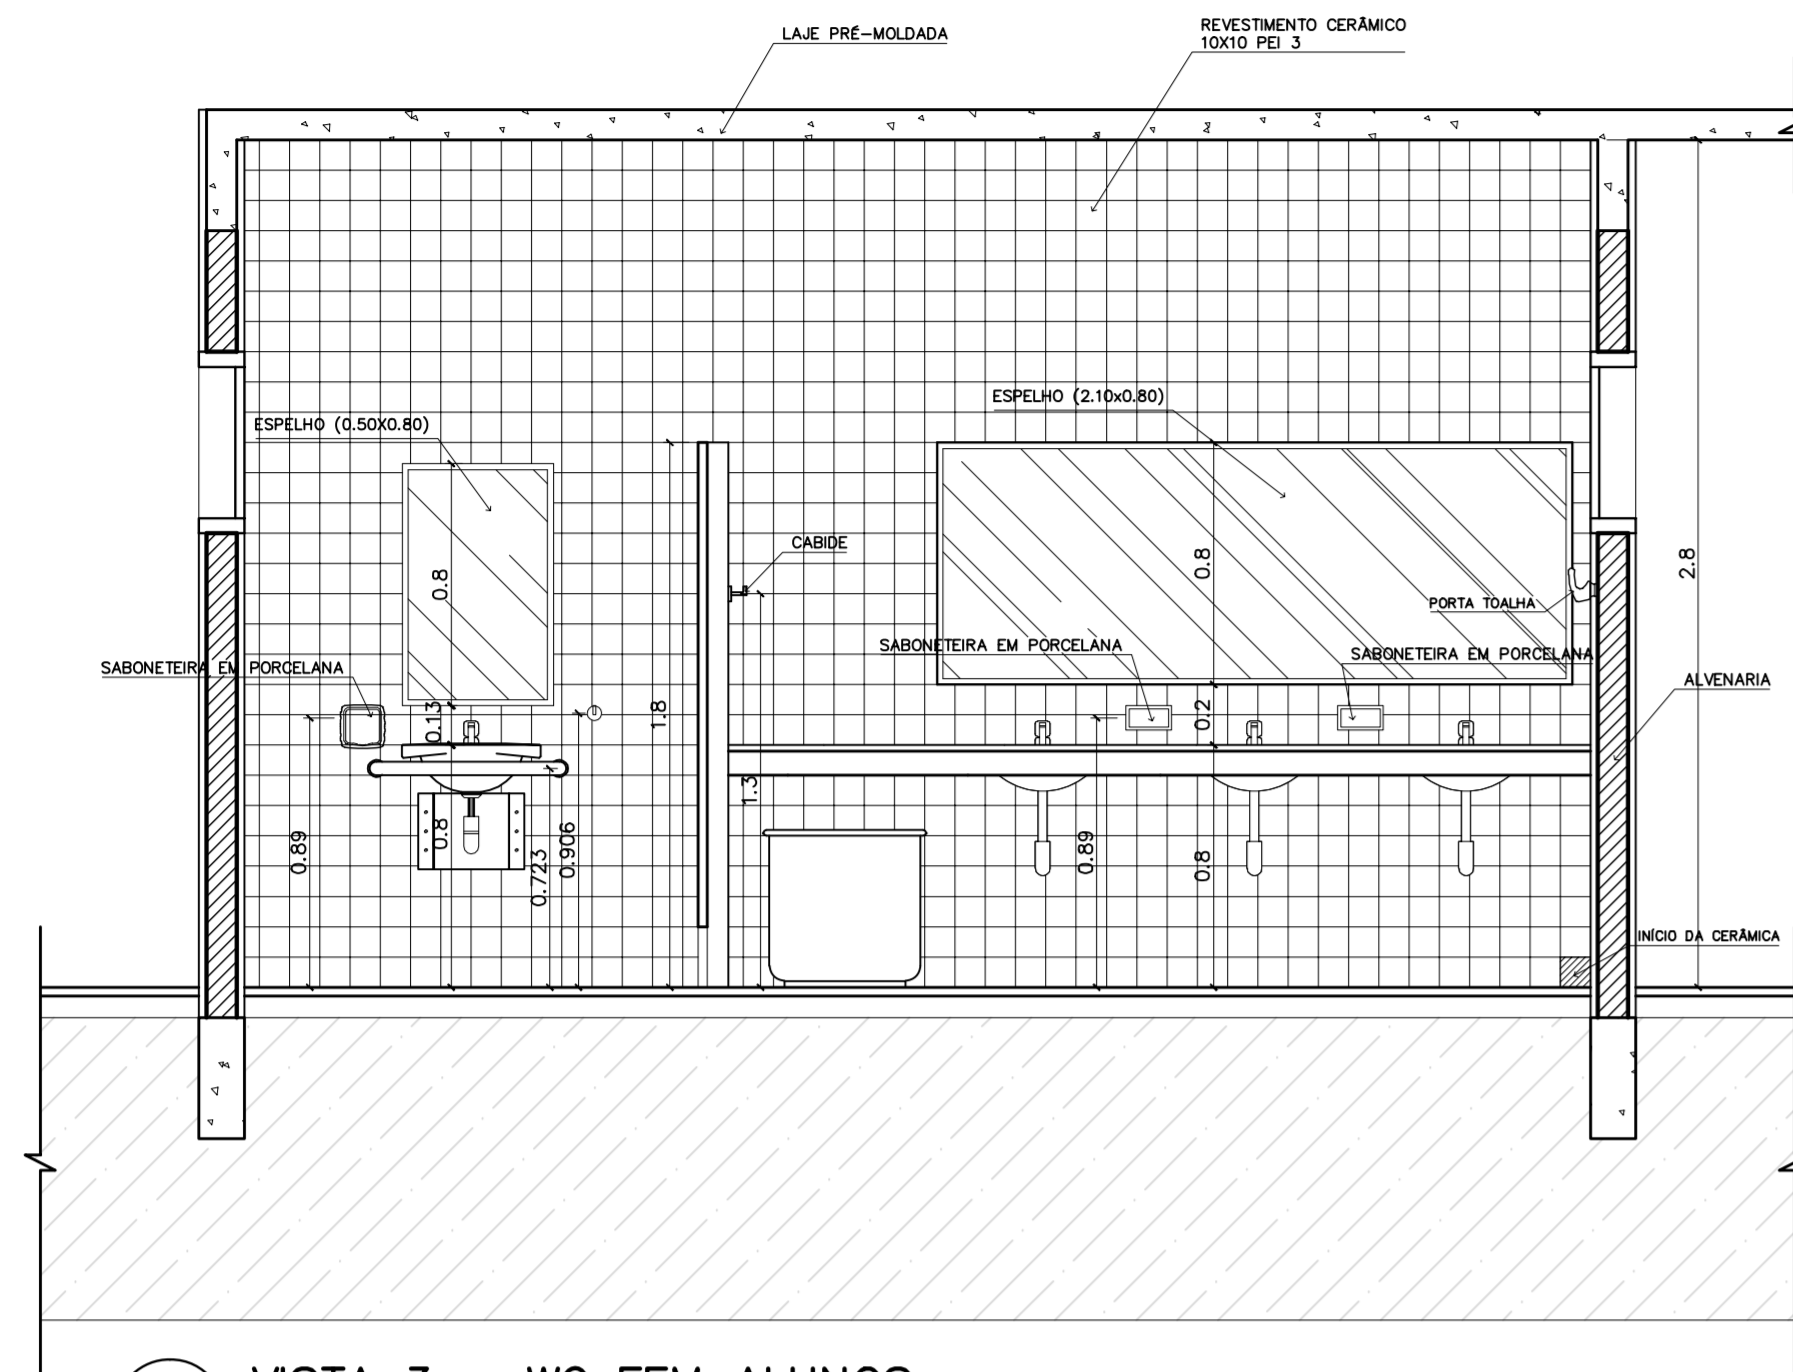 LAJE PRÉ-MOLDADA
REVESTIMENTO CERÂMICO
10X10 PEI 3
ESPELHO (0.50X0.80)
ESPELHO (2.10x0.80)
CABIDE
0.8
0.8
2.8
PORTA TOALHA
SABONETEIRA EM PORCELANA
SABONETEIRA EM PORCELANA
SABONETEIRA EM PORCELANA
ALVENARIA
0.13
1.8
0.2
1.3
0.89
0.8
0.723
0.906
0.89
0.8
INÍCIO DA CERÂMICA